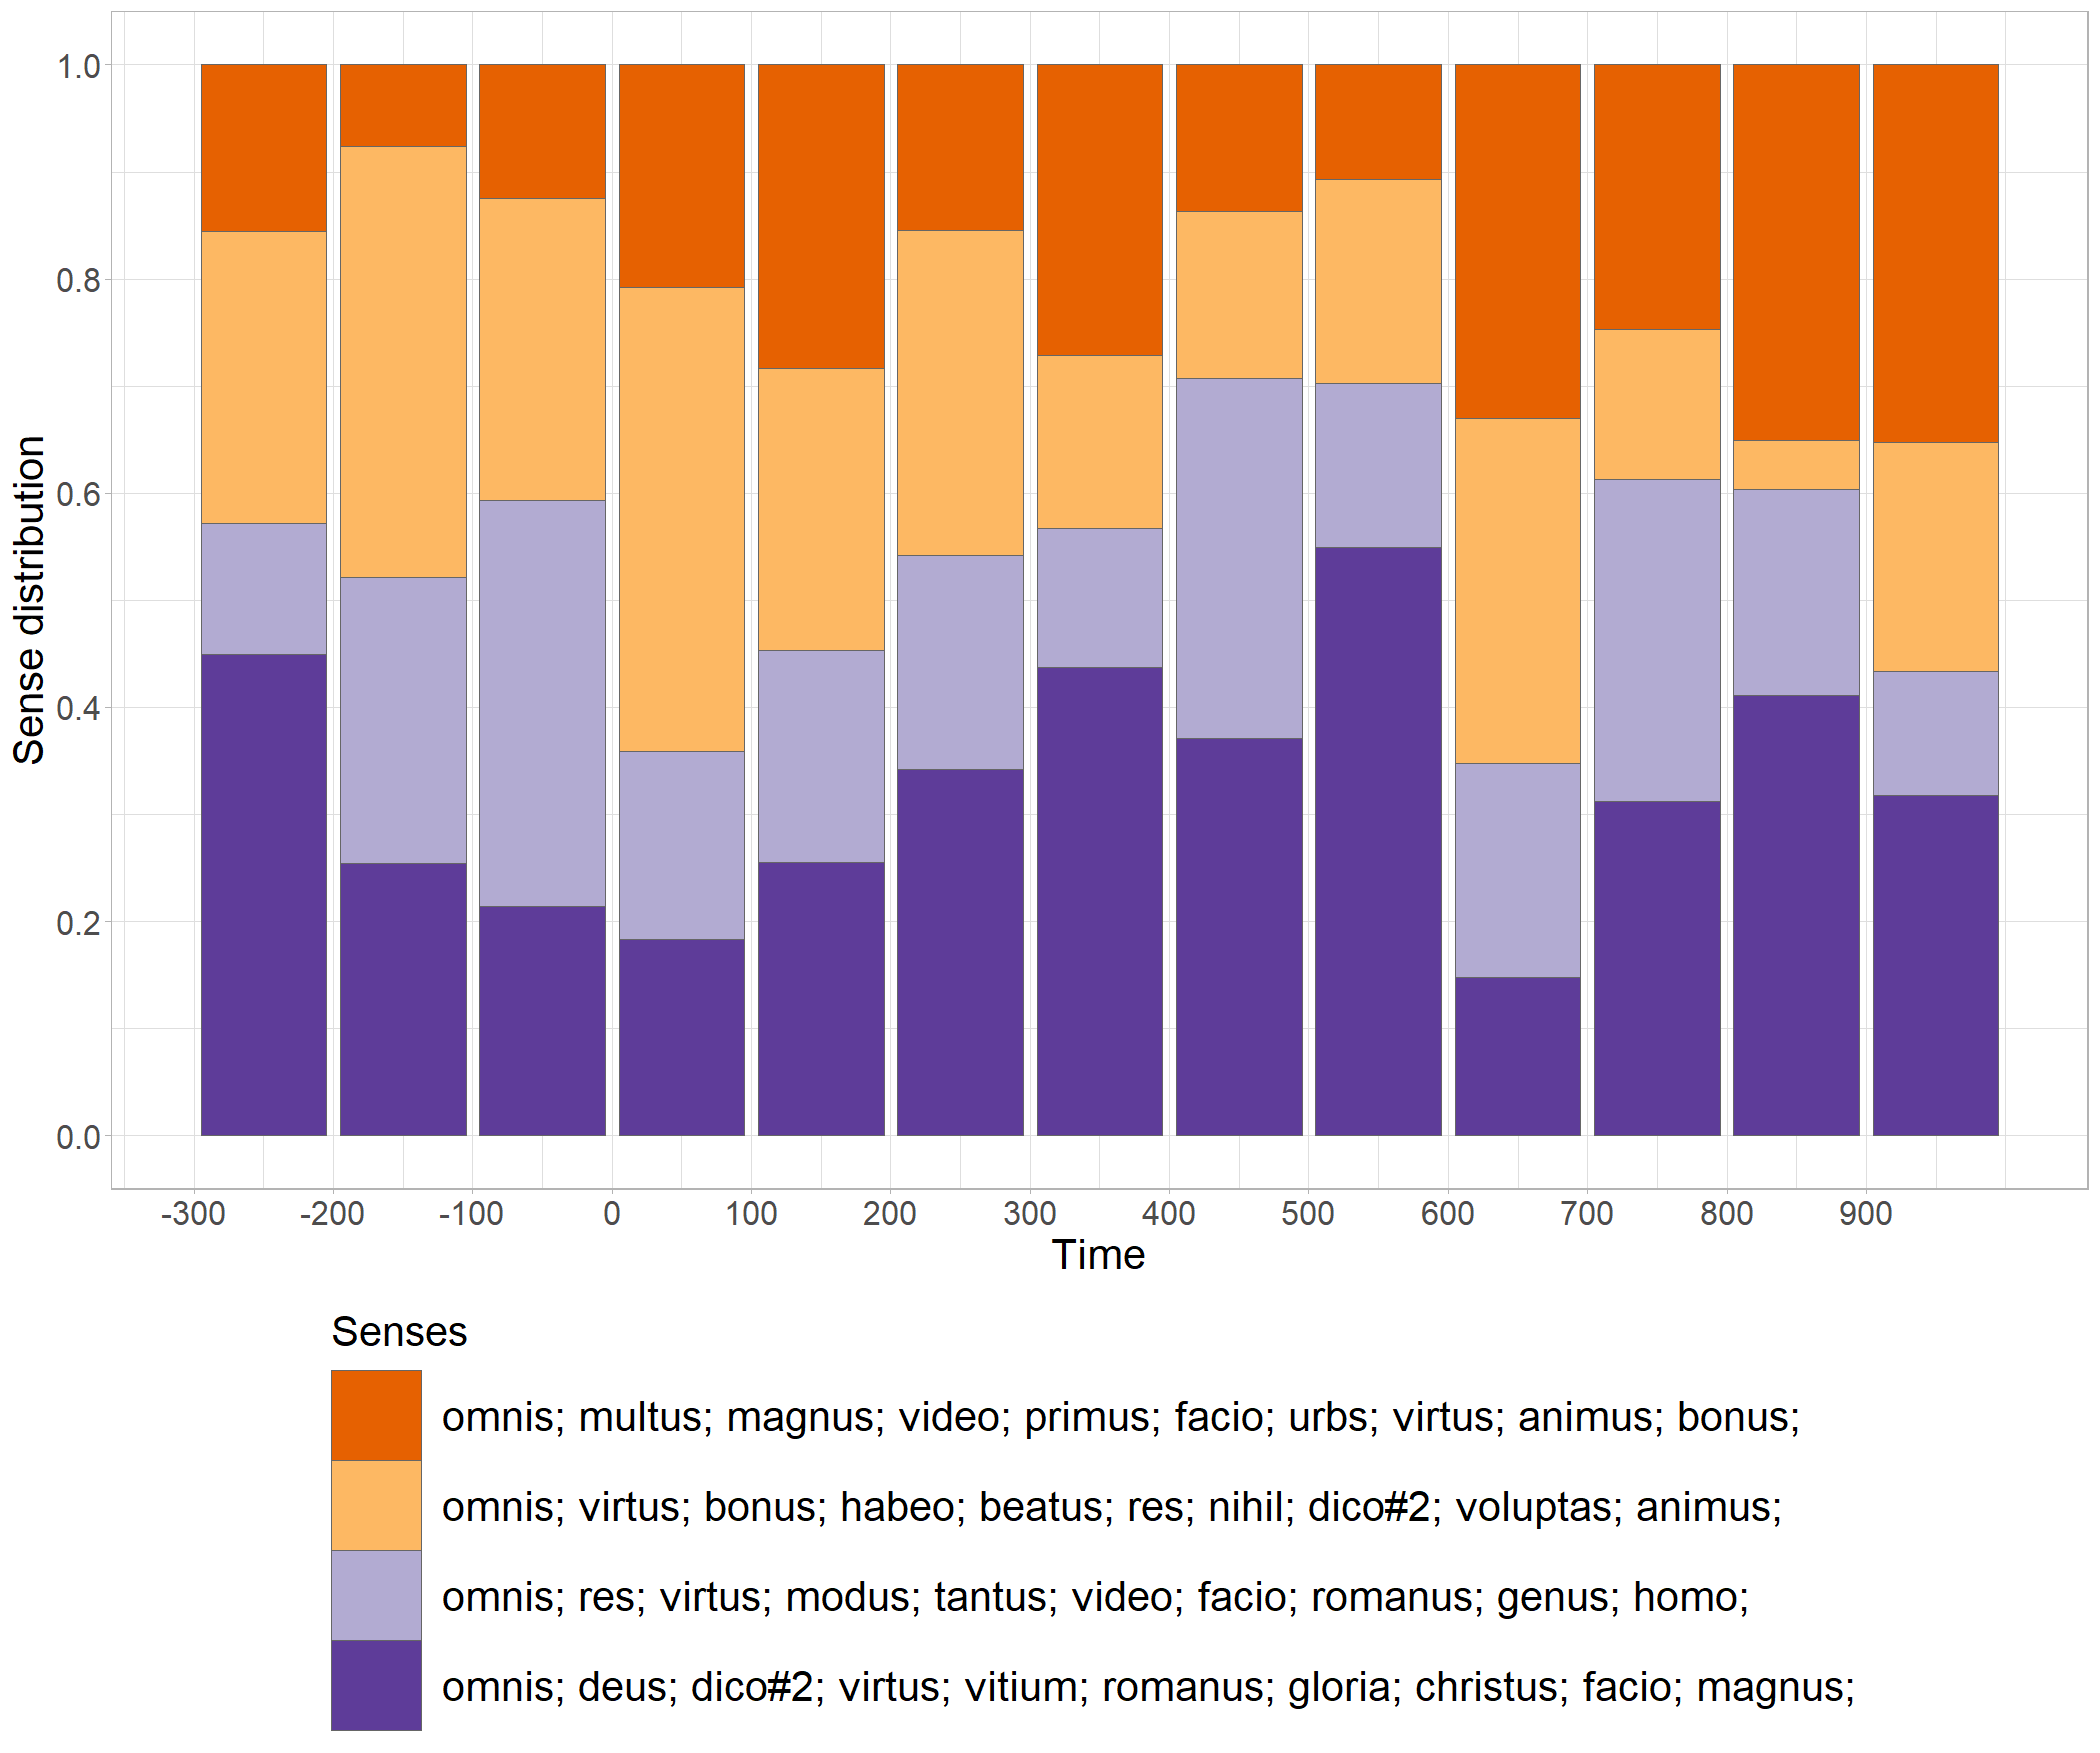 Sense distribution
1.0
0.8
0.6
0.4
0.2
0.0
-300 -200 -100 0 100 200 300 400 500 600 700 800 900
Time
Senses
omnis; multus; magnus; video; primus; facio; urbs; virtus; animus; bonus;
omnis; virtus; bonus; habeo; beatus; res; nihil; dico#2; voluptas; animus;
omnis; res; virtus; modus; tantus; video; facio; romanus; genus; homo;
omnis; deus; dico#2; virtus; vitium; romanus; gloria; christus; facio; magnus;